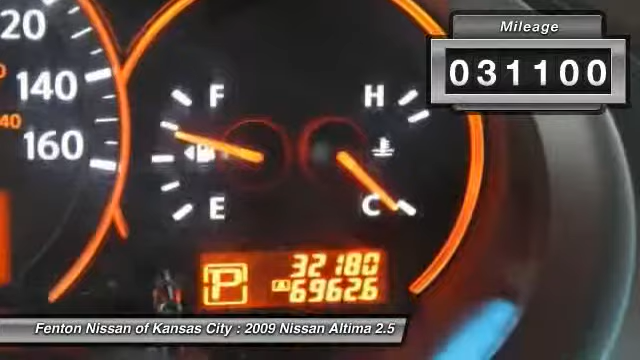 20
140
40
160
F
E
H
C
P
32180
A 69626
Mileage
031100
Fenton Nissan of Kansas City : 2009 Nissan Altima 2.5